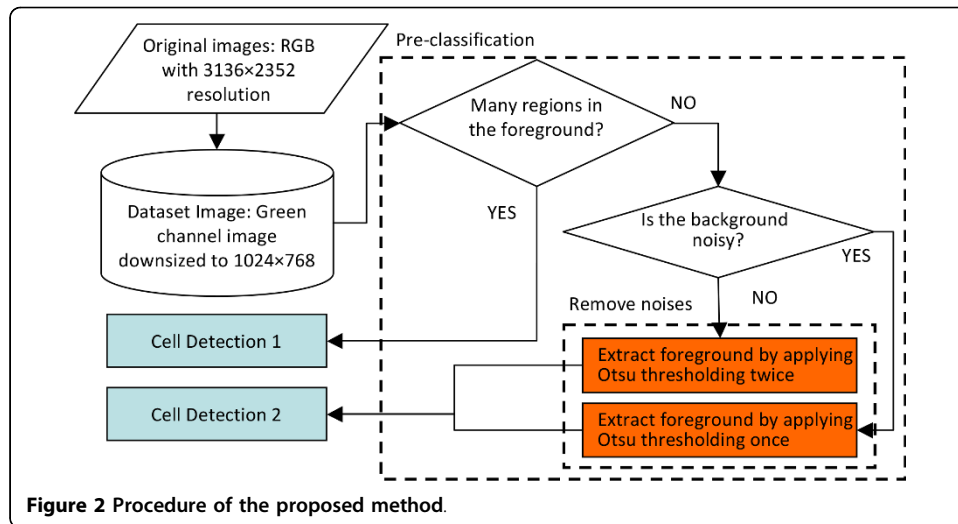 Original images: RGB
with 3136×2352
resolution
Pre-classification
Many regions in
the foreground?
NO
YES
Dataset Image: Green
channel image
downsized to 1024×768
Is the background
noisy?
YES
NO
Remove noises
Cell Detection 1
Extract foreground by applying
Otsu thresholding twice
Cell Detection 2
Extract foreground by applying
Otsu thresholding once
Figure 2 Procedure of the proposed method.